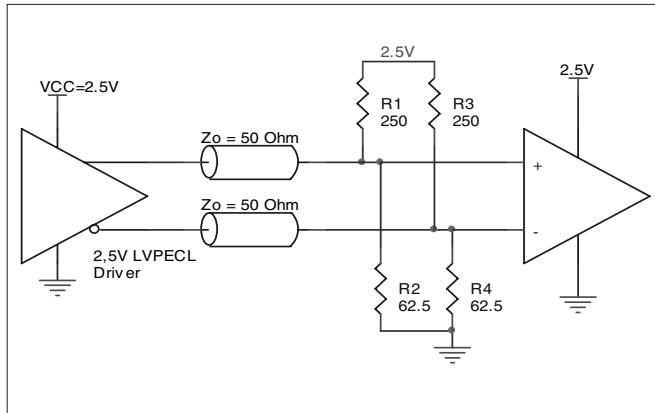 2.5V
VCC=2.5V
2.5V
R1
250
R3
250
Zo = 50 Ohm
+
Zo = 50 Ohm
-
2,5V LVPECL
Driver
R2
62.5
R4
62.5